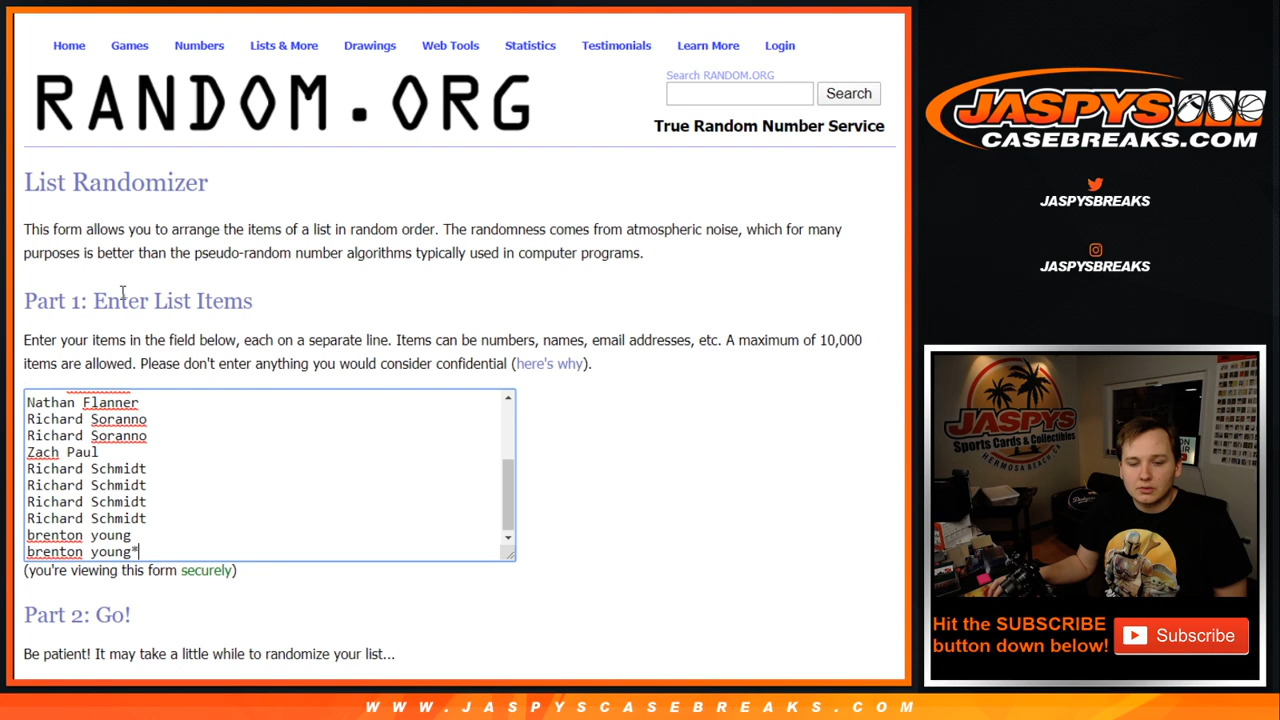 Home Games Numbers Lists & More Drawings Web Tools Statistics Testimonials Learn More Login
RANDOM.ORG
Search RANDOM.ORG
Search
True Random Number Service
List Randomizer
This form allows you to arrange the items of a list in random order. The randomness comes from atmospheric noise, which for many
purposes is better than the pseudo-random number algorithms typically used in computer programs.
Part 1: Enter List Items
Enter your items in the field below, each on a separate line. Items can be numbers, names, email addresses, etc. A maximum of 10,000
items are allowed. Please don't enter anything you would consider confidential (here's why).
Nathan Flanner
Richard Soranno
Richard Soranno
Zach Paul
Richard Schmidt
Richard Schmidt
Richard Schmidt
Richard Schmidt
brenton young
brenton young*
(you're viewing this form securely)
Part 2: Go!
Be patient! It may take a little while to randomize your list...
JASPYS
CASEBREAKS.COM
JASPYSBREAKS
JASPYSBREAKS
JASPYS
Sports Cards & Collectibles
HERMOSA BEACH, CA
Hit the SUBSCRIBE
button down below!
Subscribe
WWW.JASPYSCASEBREAKS.COM